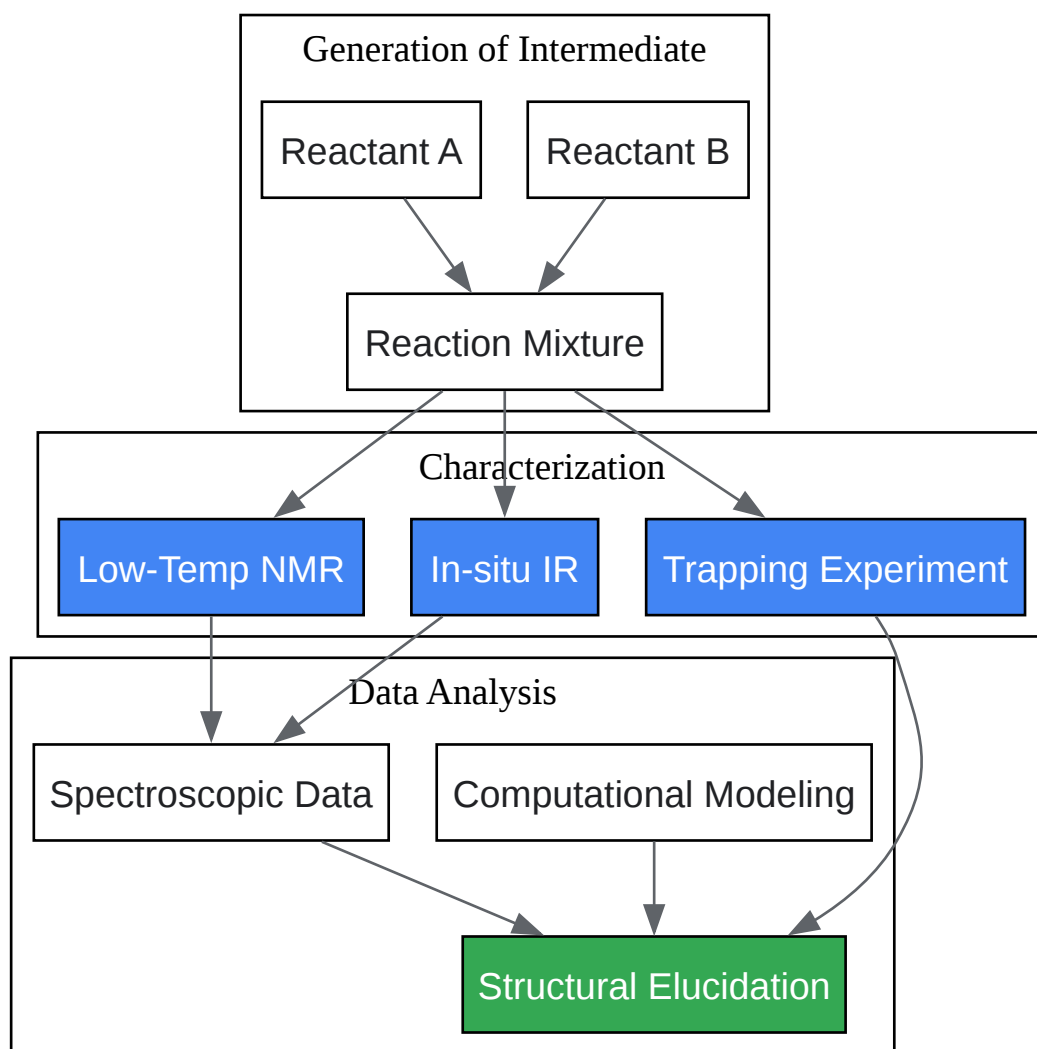 Generation of Intermediate
Reactant A
Reactant B
Reaction Mixture
Characterization
Low-Temp NMR
In-situ IR
Trapping Experiment
Data Analysis
Spectroscopic Data
Computational Modeling
Structural Elucidation